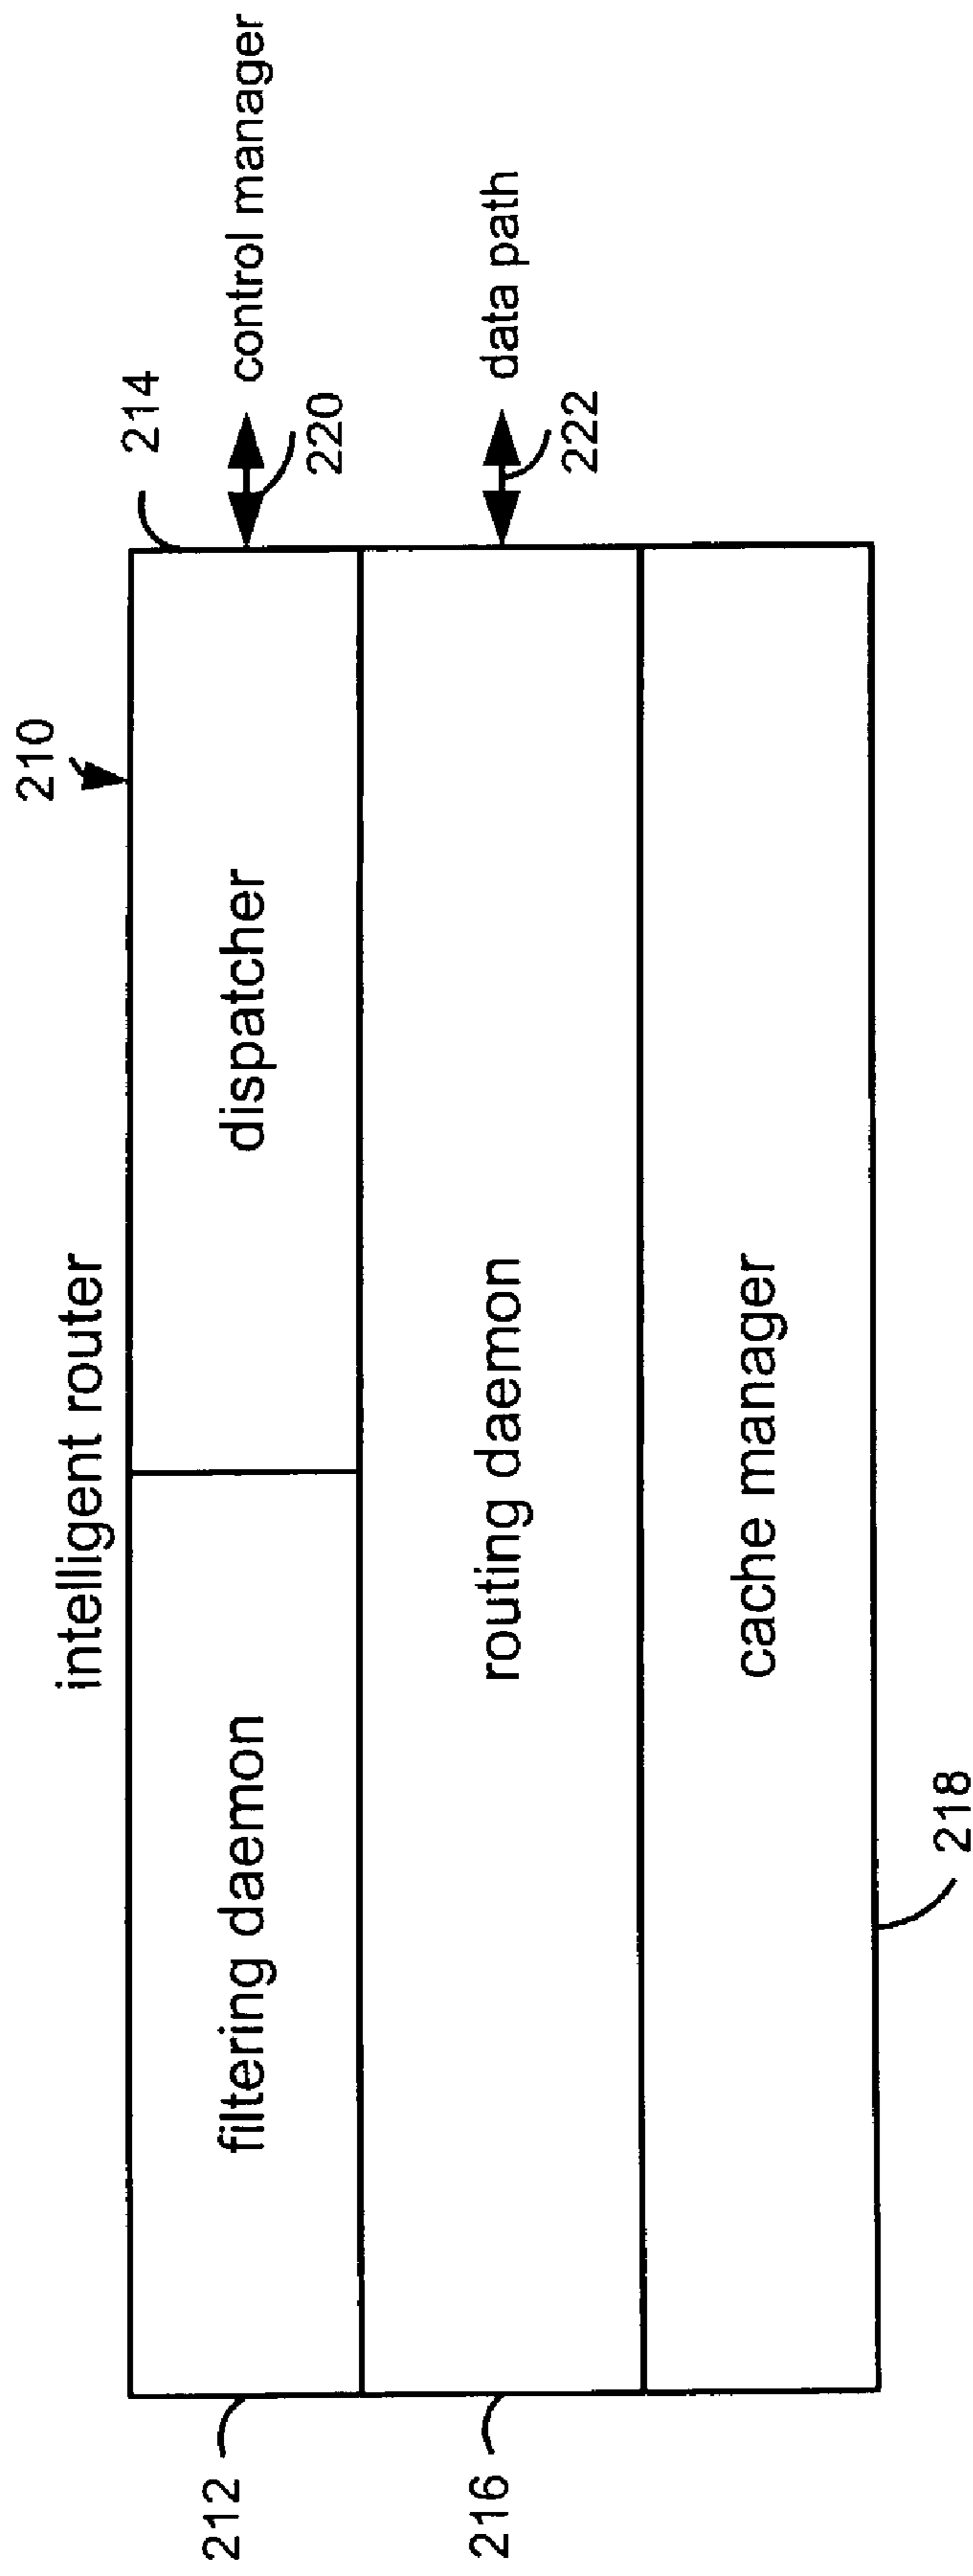 intelligent router
210
214
filtering daemon
dispatcher
control manager
212
220
routing daemon
data path
216
222
cache manager
218